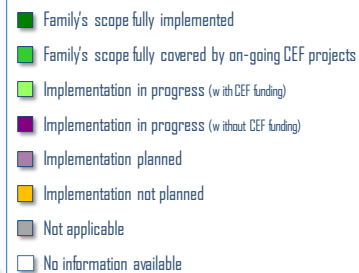 Family's scope fully implemented
Family's scope fully covered by on-going CEF projects
Implementation in progress (with CEF funding)
Implementation in progress (without CEF funding)
Implementation planned
Implementation not planned
Not applicable
No information available